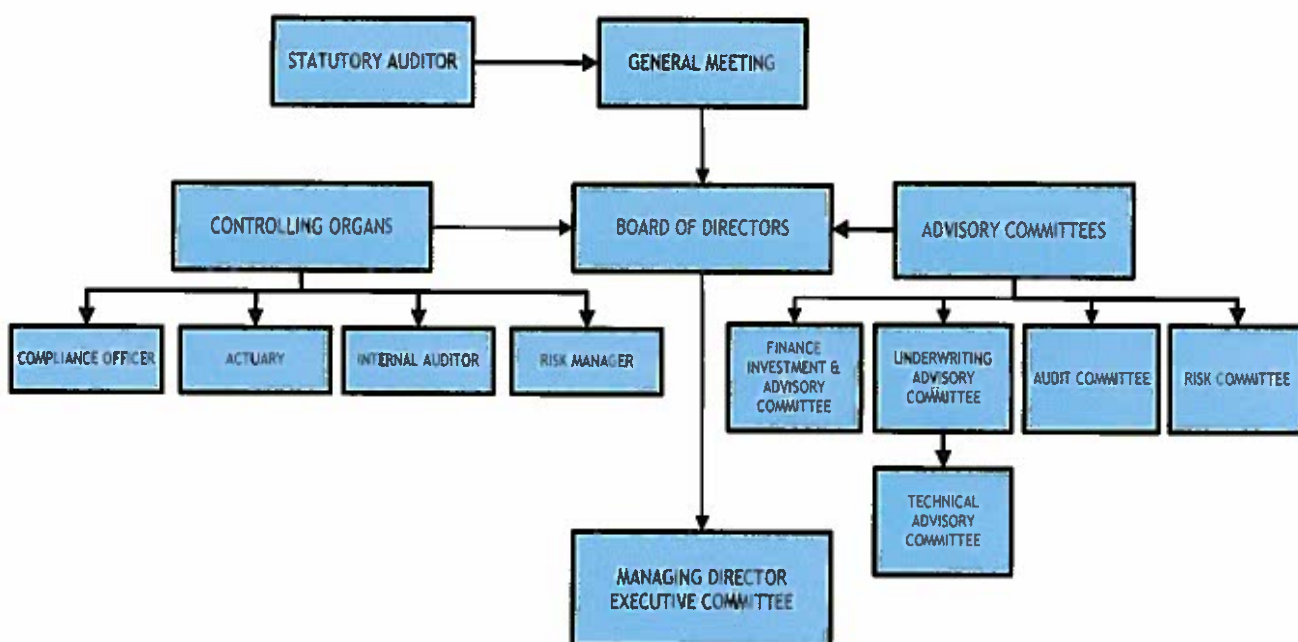 STATUTORY AUDITOR
GENERAL MEETING
CONTROLLING ORGANS
BOARD OF DIRECTORS
ADVISORY COMMITTEES
COMPLIANCE OFFICER
ACTUARY
INTERNAL AUDITOR
RISK MANAGER
FINANCE
INVESTMENT &
ADVISORY
COMMITTEE
UNDERWRITING
ADVISORY
COMMITTEE
AUDIT COMMITTEE
RISK COMMITTEE
TECHNICAL
ADVISORY
COMMITTEE
MANAGING DIRECTOR
EXECUTIVE COMMITTEE